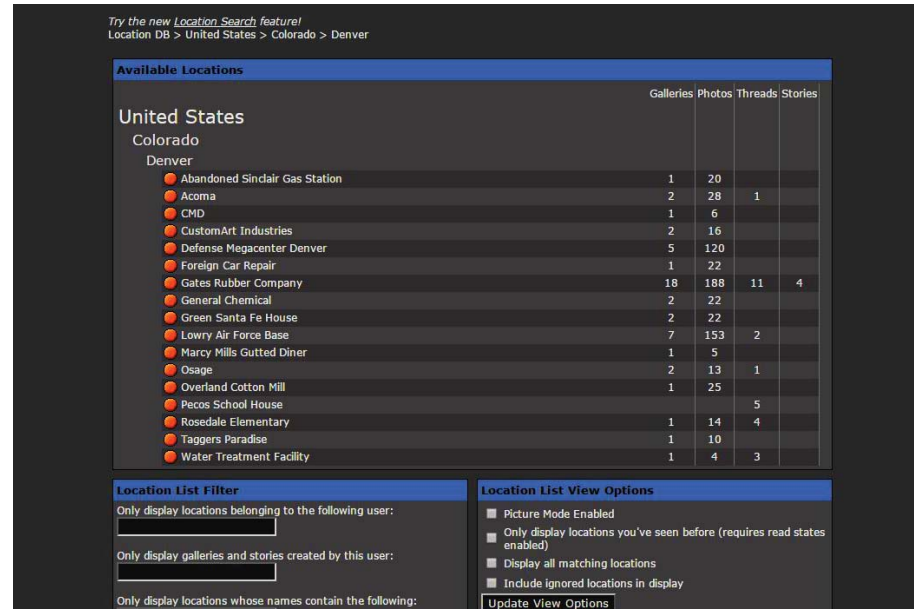 Try the new Location Search feature!
Location DB > United States > Colorado > Denver
Available Locations
Galleries Photos Threads Stories
United States
Colorado
Denver
Abandoned Sinclair Gas Station 1 20
Acoma 2 28 1
CMD 1 6
CustomArt Industries 2 16
Defense Megacenter Denver 5 120
Foreign Car Repair 1 22
Gates Rubber Company 18 188 11 4
General Chemical 2 22
Green Santa Fe House 2 22
Lowry Air Force Base 7 153 2
Marcy Mills Gutted Diner 1 5
Osage 2 13 1
Overland Cotton Mill 1 25
Pecos School House 5
Rosedale Elementary 1 14 4
Taggers Paradise 1 10
Water Treatment Facility 1 4 3
Location List Filter
Only display locations belonging to the following user:
Only display galleries and stories created by this user:
Only display locations whose names contain the following:
Location List View Options
Picture Mode Enabled
Only display locations you've seen before (requires read states
enabled)
Display all matching locations
Include ignored locations in display
Update View Options